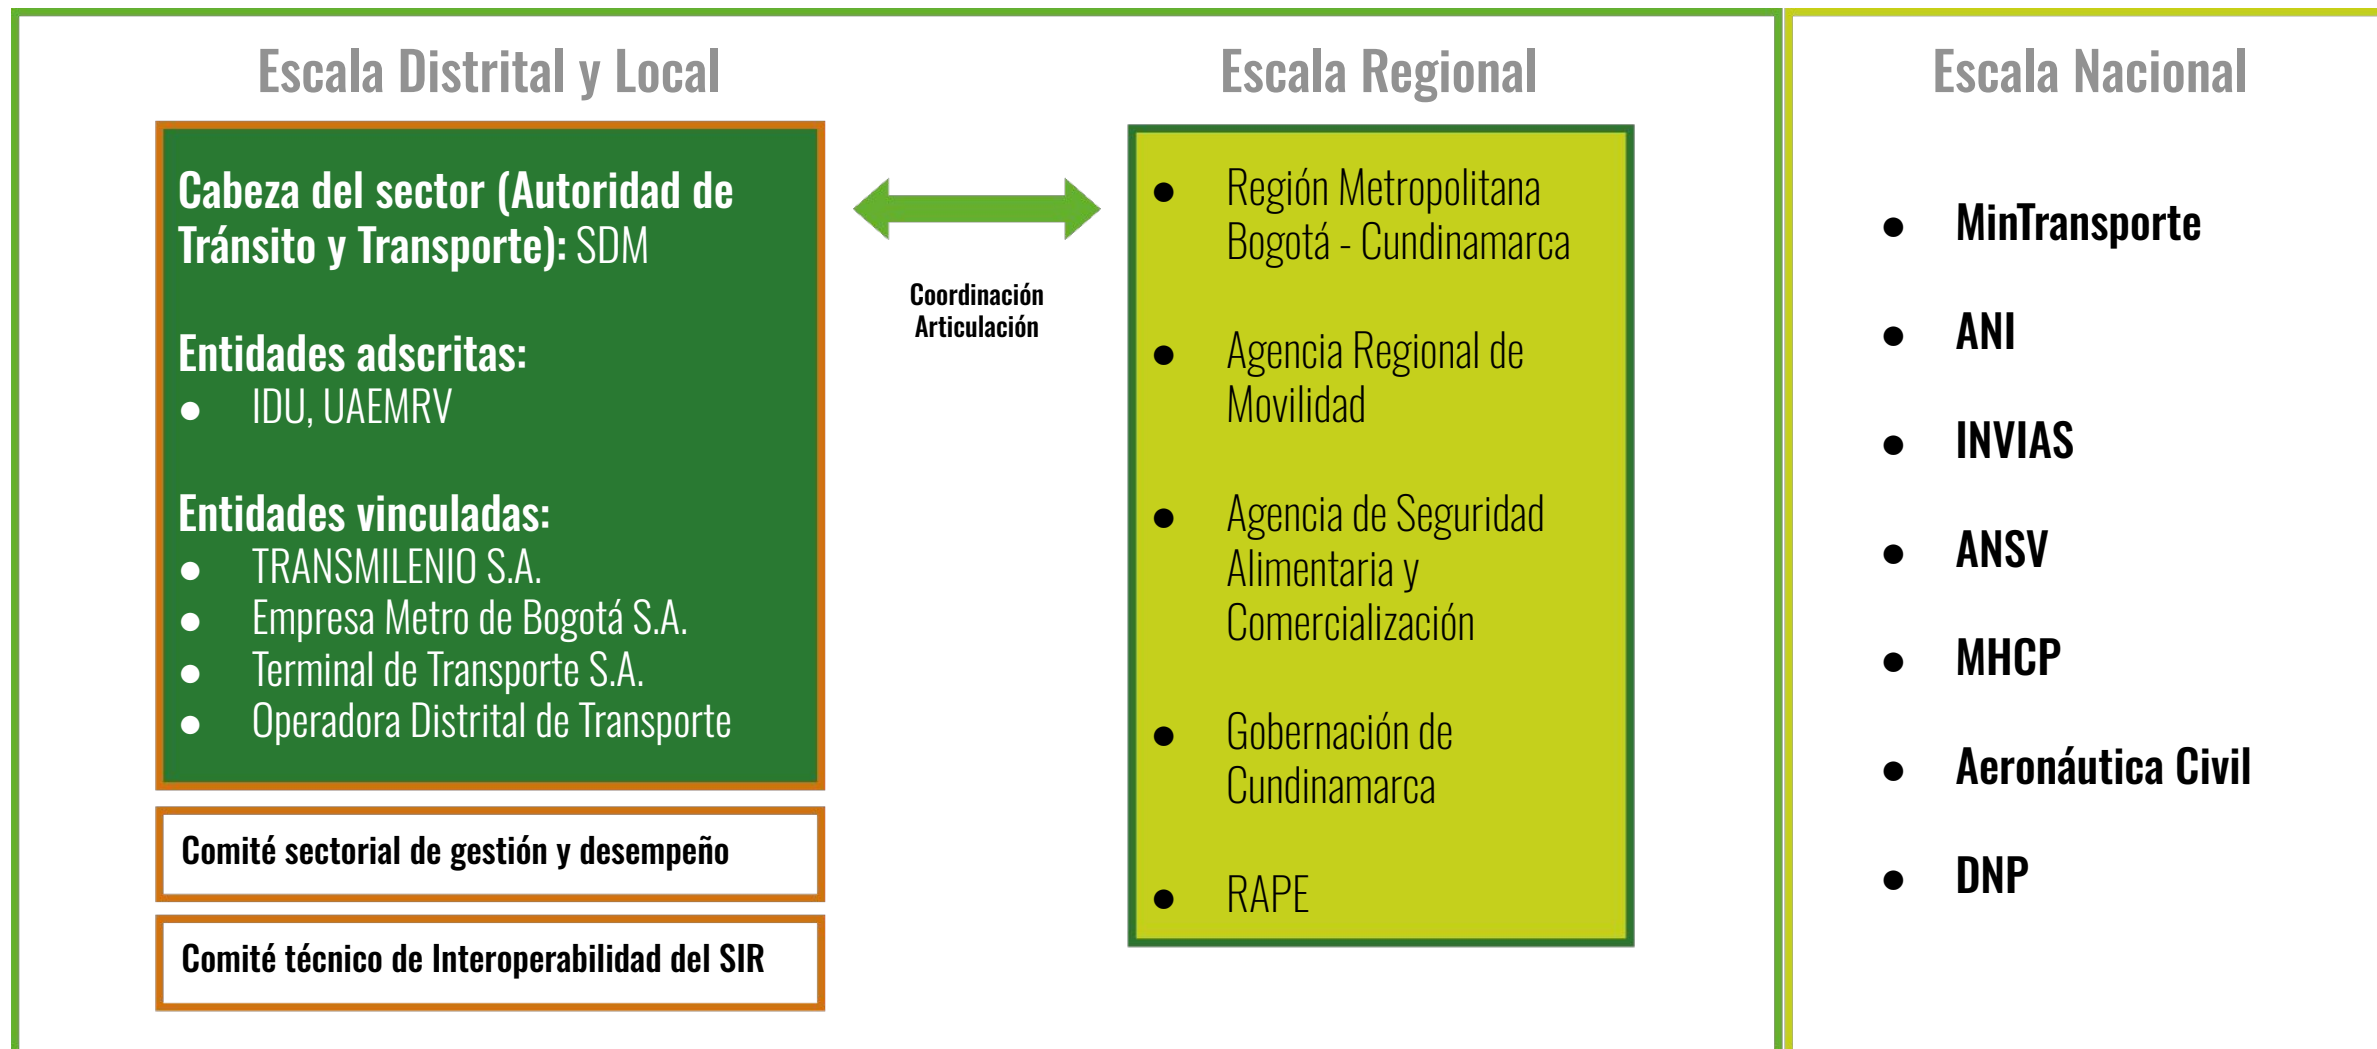 Escala Distrital y Local
Cabeza del sector (Autoridad de
Tránsito y Transporte): SDM
Entidades adscritas:
● IDU, UAEMRV
Entidades vinculadas:
● TRANSMILENIO S.A.
● Empresa Metro de Bogotá S.A.
● Terminal de Transporte S.A.
● Operadora Distrital de Transporte
Comité sectorial de gestión y desempeño
Comité técnico de Interoperabilidad del SIR
Coordinación
Articulación
Escala Regional
● Región Metropolitana
Bogotá - Cundinamarca
● Agencia Regional de
Movilidad
● Agencia de Seguridad
Alimentaria y
Comercialización
● Gobernación de
Cundinamarca
● RAPE
Escala Nacional
● MinTransporte
● ANI
● INVIAS
● ANSV
● MHCP
● Aeronáutica Civil
● DNP